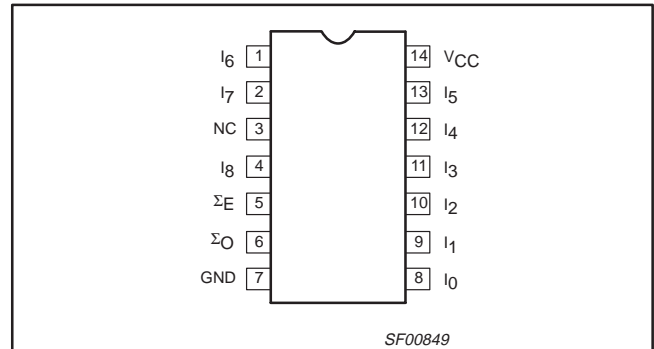 I6 1 14 VCC
I7 2 13 I5
NC 3 12 I4
I8 4 11 I3
ΣE 5 10 I2
ΣO 6 9 I1
GND 7 8 I0
SF00849